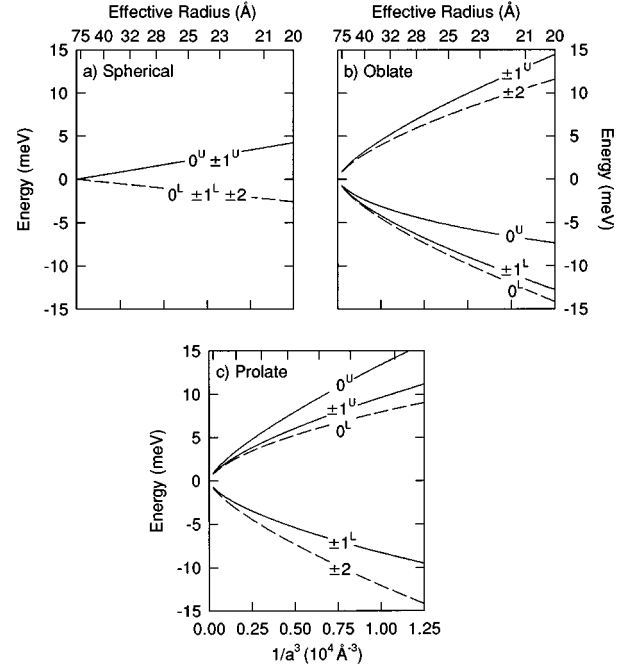 Effective Radius (Å)
Effective Radius (Å)
75 40 32 28 25 23 21 20
75 40 32 28 25 23 21 20
a) Spherical
b) Oblate
15
10
5
0
-5
-10
-15
Energy (meV)
0ᵁ ±1ᵁ
0ᴸ ±1ᴸ ±2
±1ᵁ
±2
0ᵁ
±1ᴸ
0ᴸ
15
10
5
0
-5
-10
-15
Energy (meV)
c) Prolate
15
10
5
0
-5
-10
-15
Energy (meV)
0ᵁ
±1ᵁ
0ᴸ
±1ᴸ
±2
0.00 0.25 0.50 0.75 1.00 1.25
1/a³ (10⁴ Å⁻³)